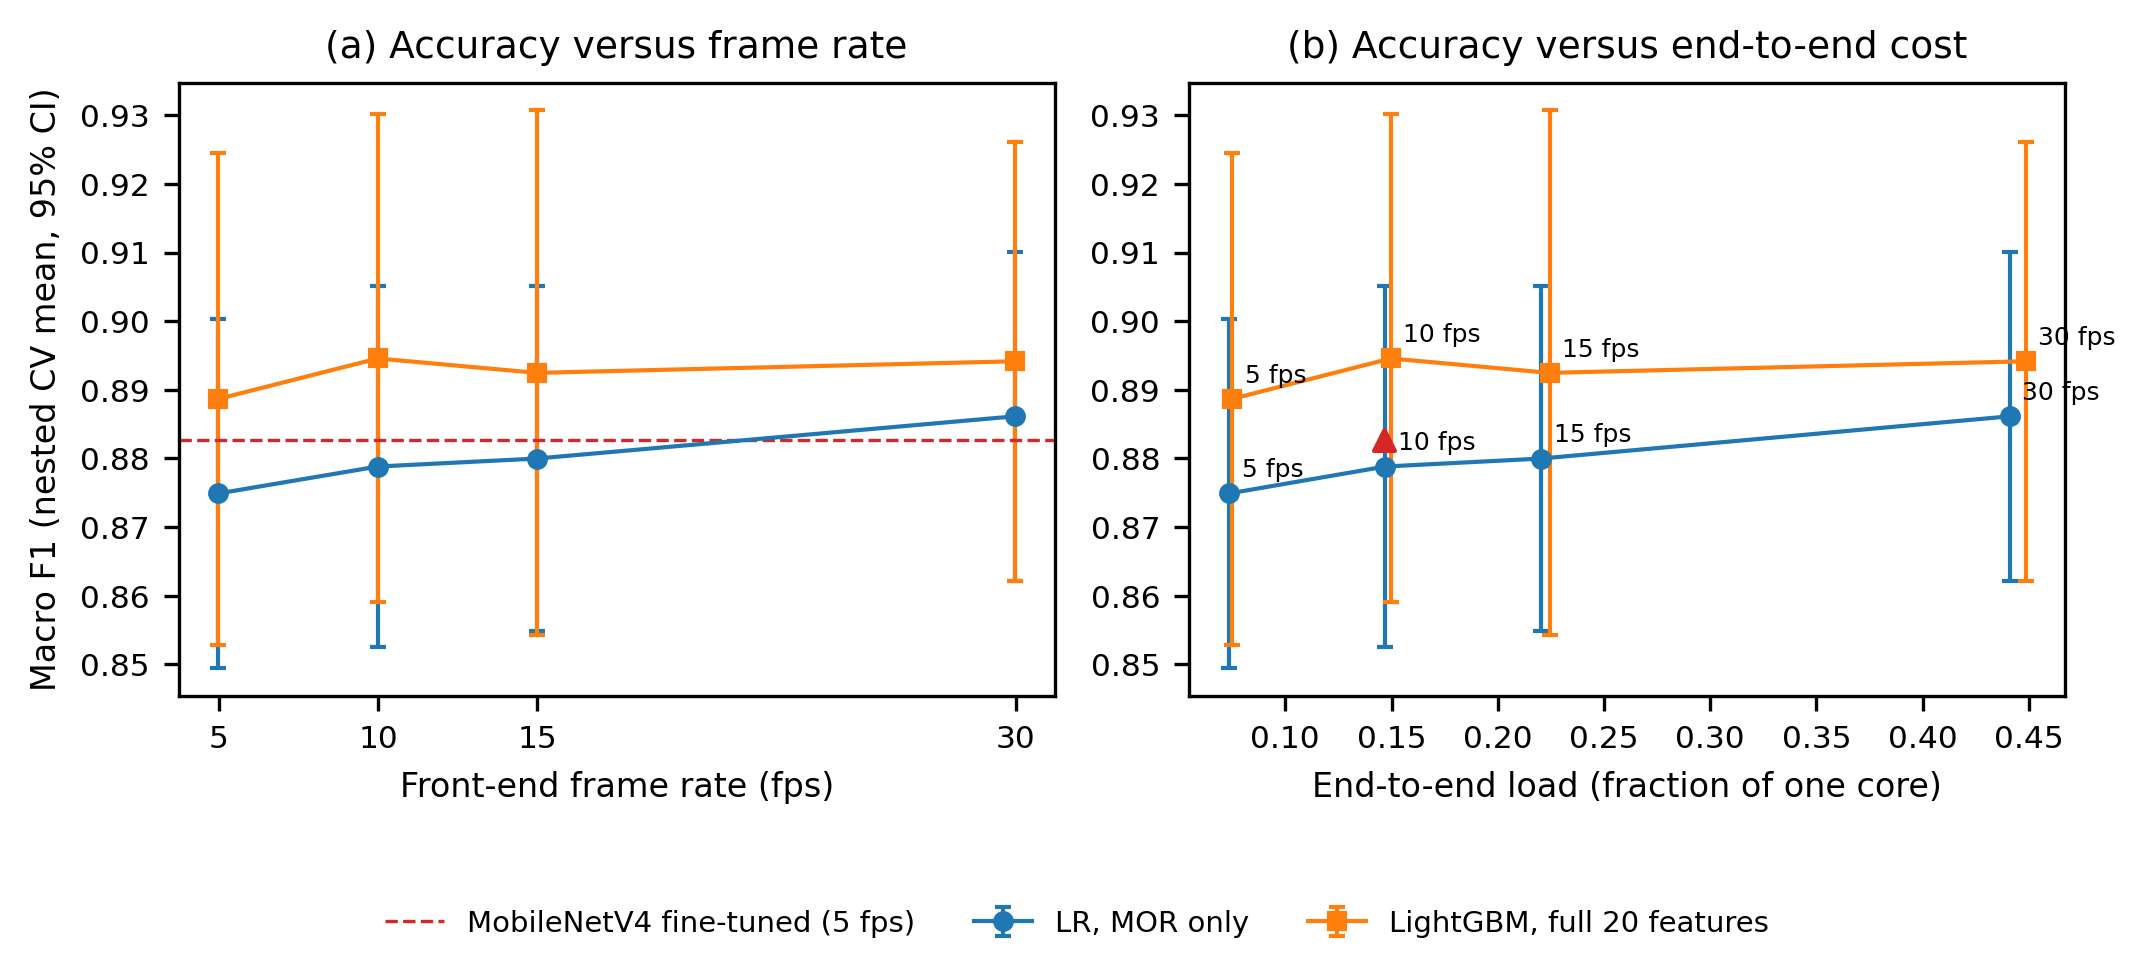 (a) Accuracy versus frame rate
Macro F1 (nested CV mean, 95% CI)
0.93
0.92
0.91
0.90
0.89
0.88
0.87
0.86
0.85
5
10
15
30
Front-end frame rate (fps)
(b) Accuracy versus end-to-end cost
0.93
0.92
0.91
0.90
0.89
0.88
0.87
0.86
0.85
5 fps
10 fps
15 fps
30 fps
5 fps
10 fps
15 fps
30 fps
0.10
0.15
0.20
0.25
0.30
0.35
0.40
0.45
End-to-end load (fraction of one core)
MobileNetV4 fine-tuned (5 fps)
LR, MOR only
LightGBM, full 20 features